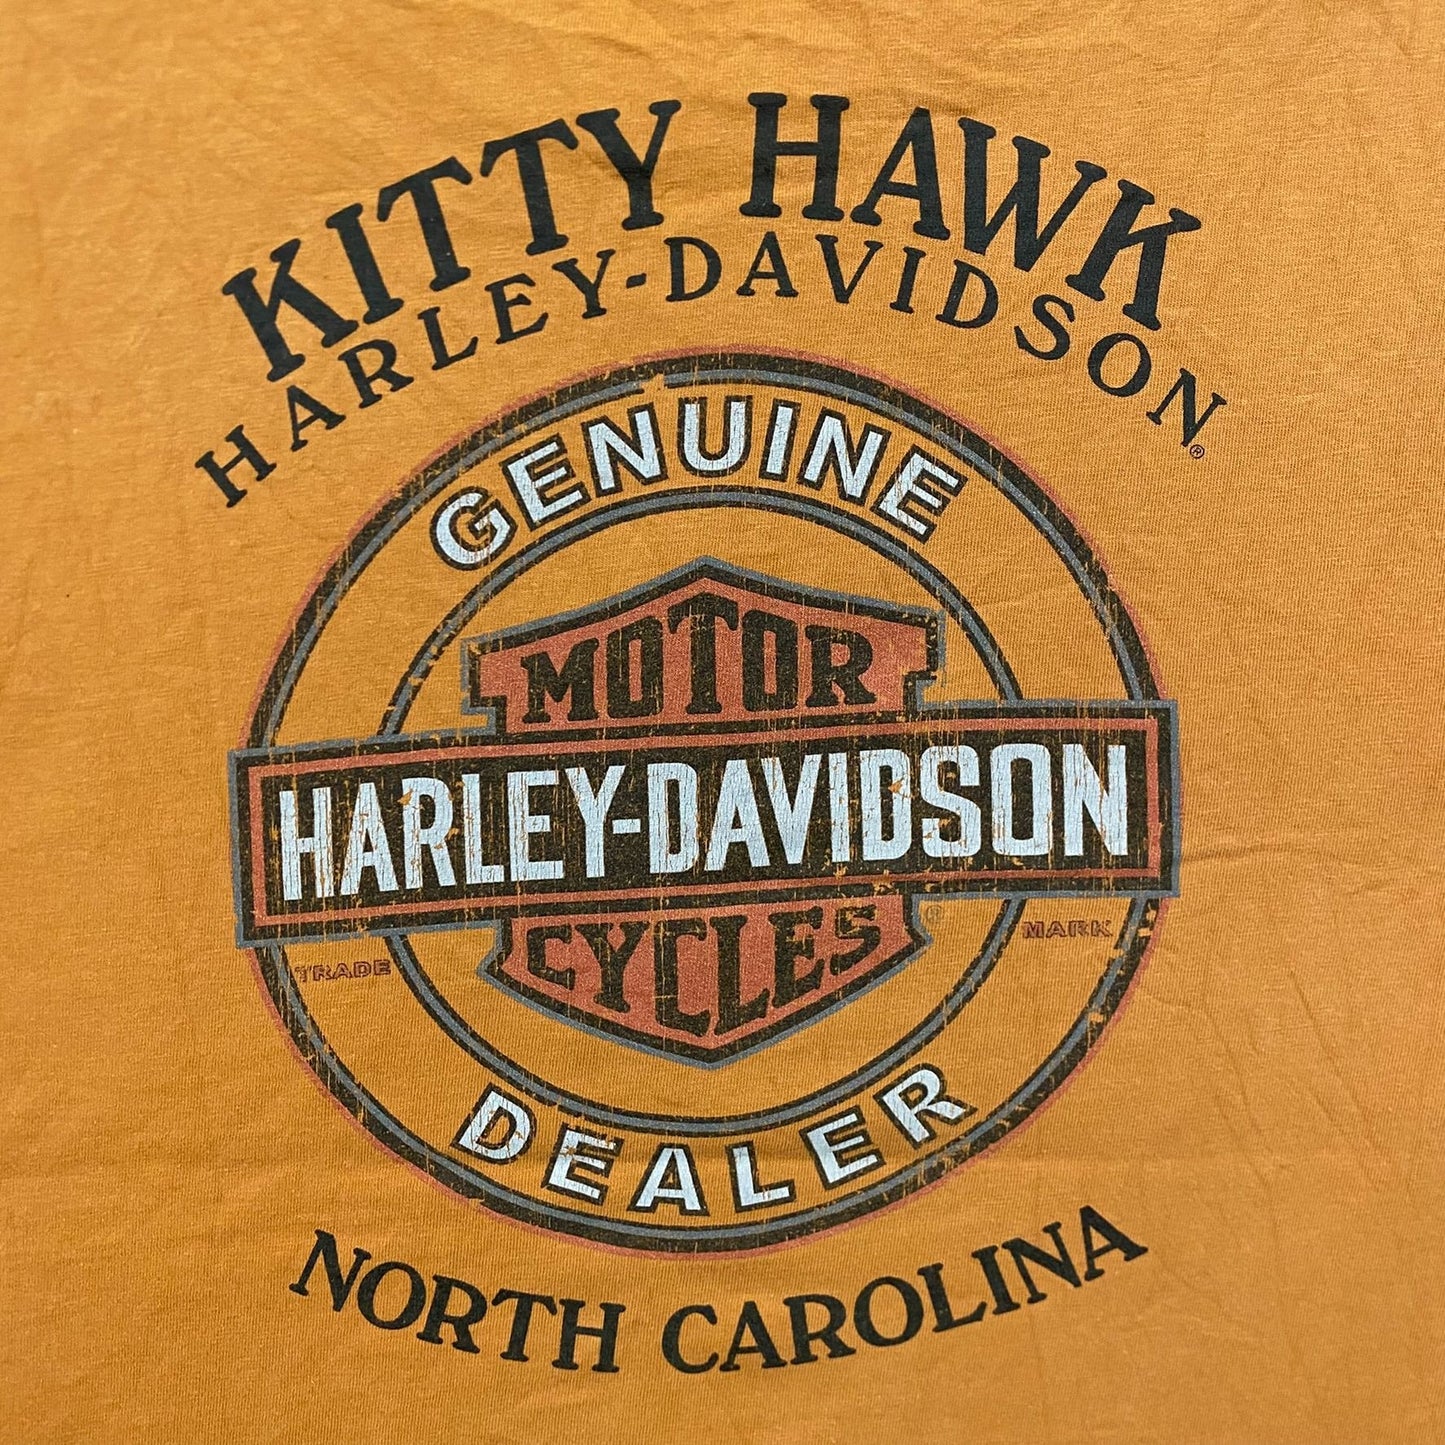 KITTY HAWK
HARLEY-DAVIDSON®
GENUINE
MOTOR
HARLEY-DAVIDSON
CYCLES ®
TRADE MARK
DEALER
NORTH CAROLINA